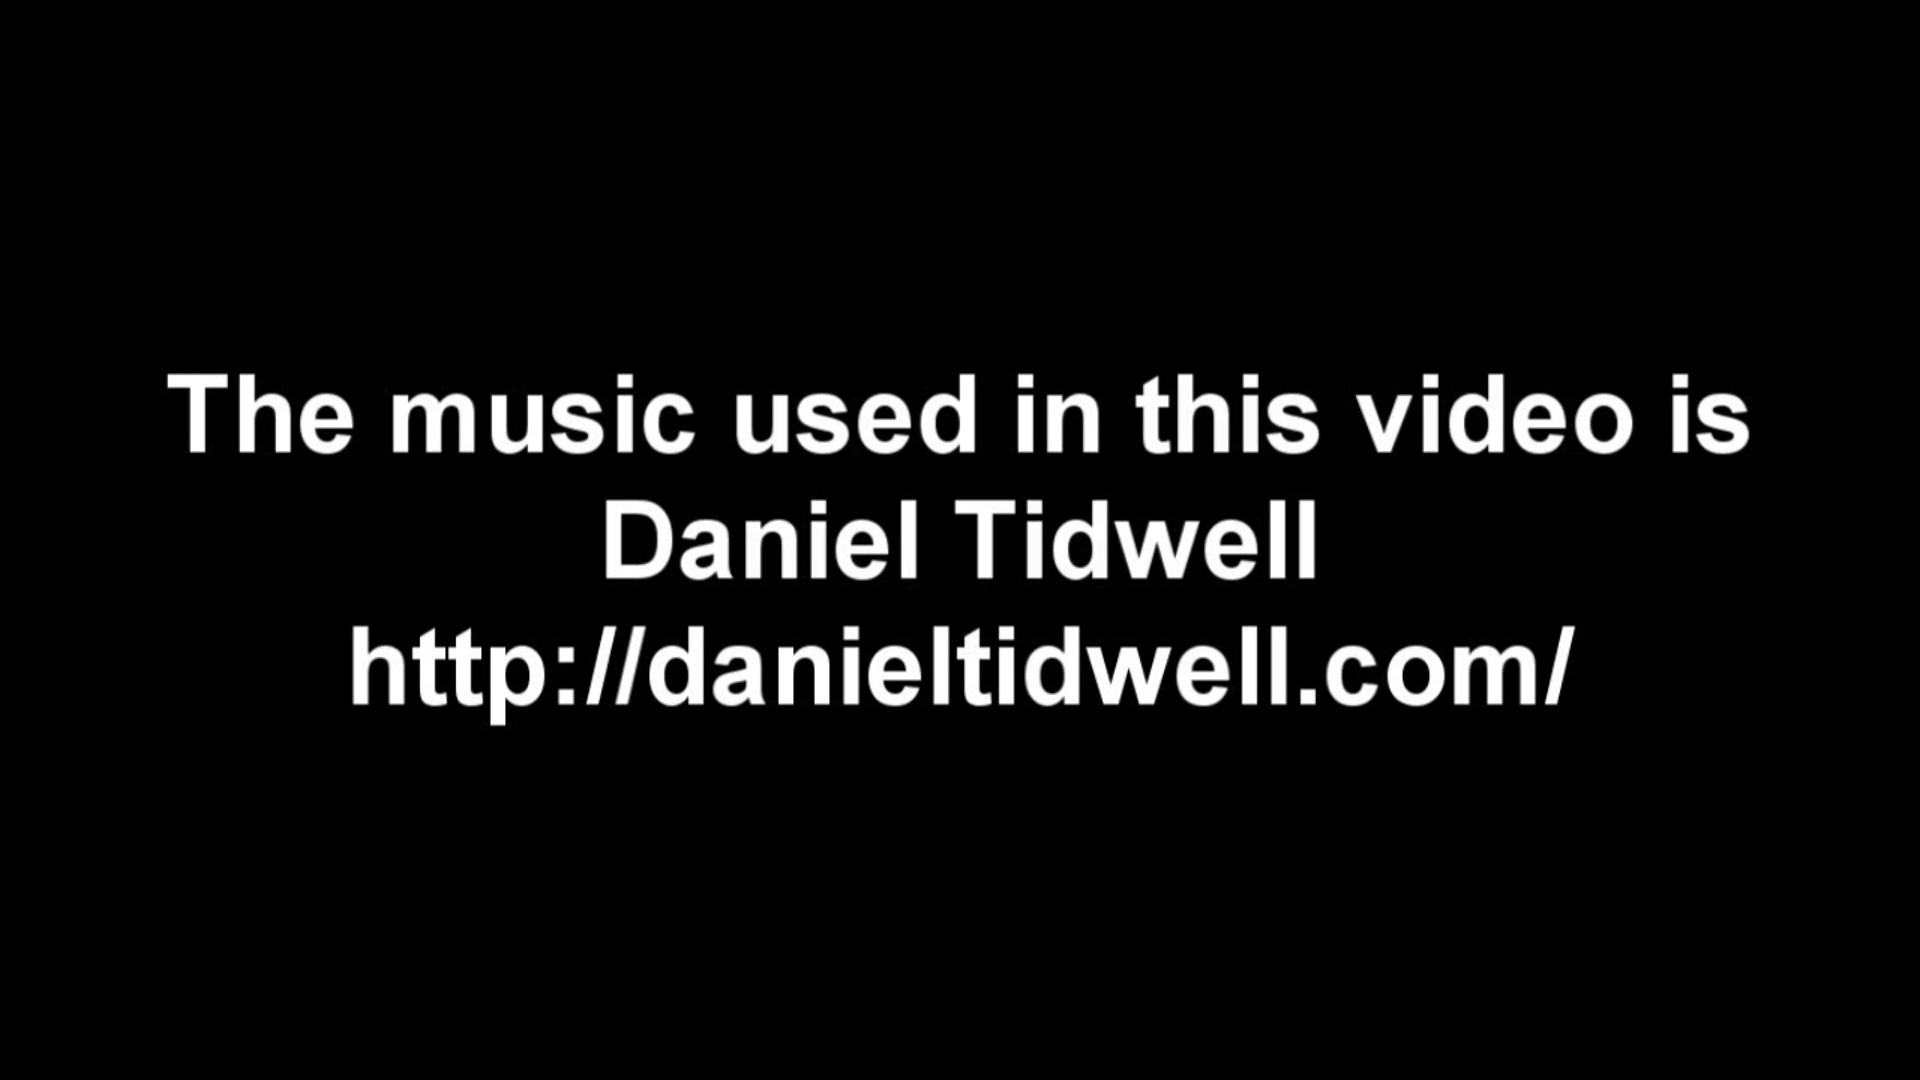 The music used in this video is
Daniel Tidwell
http://danieltidwell.com/